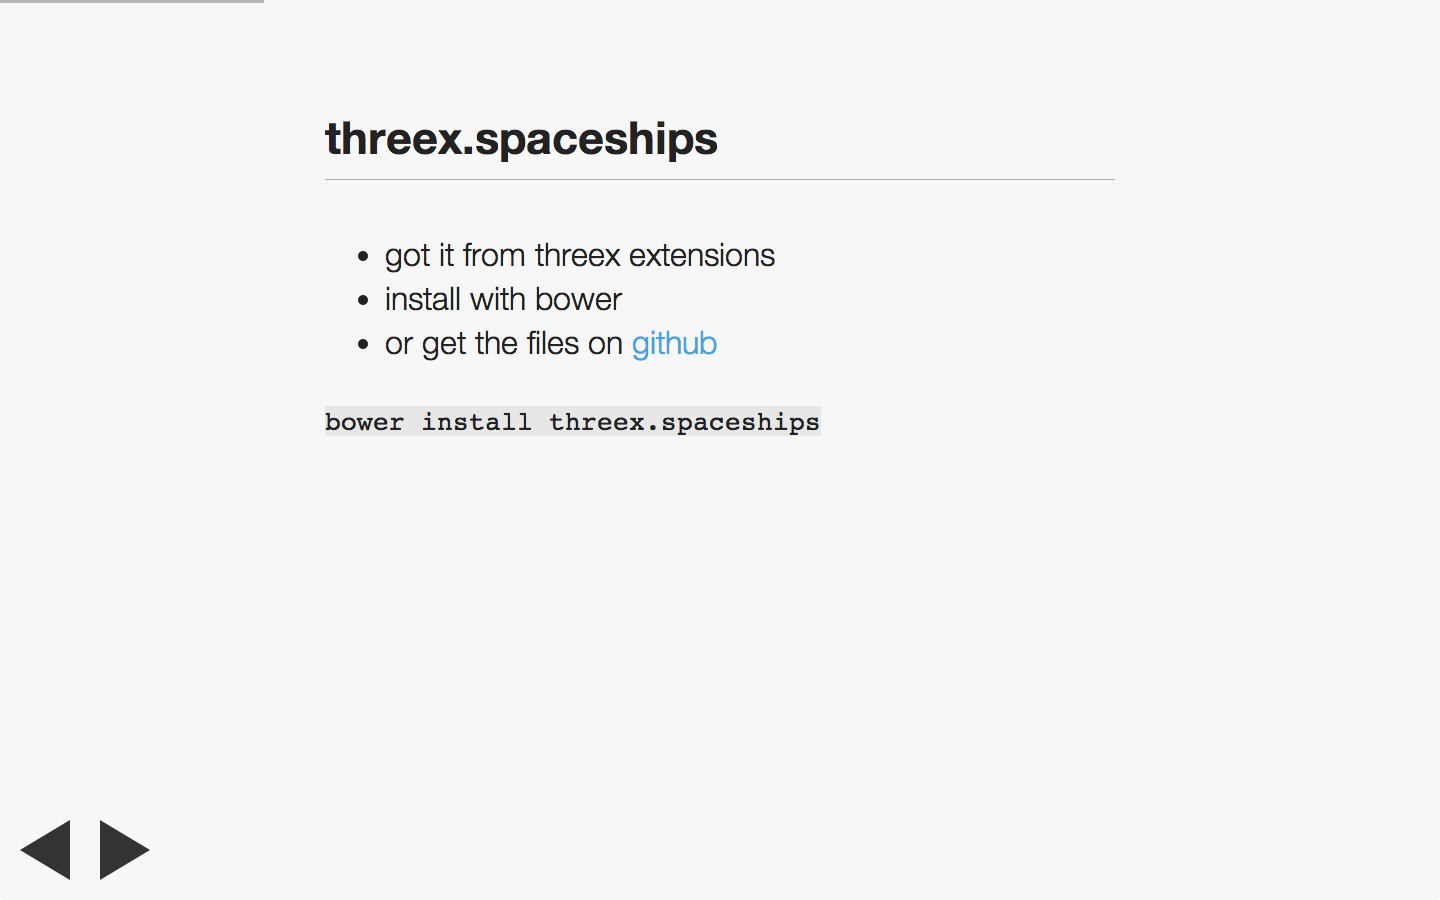 threex.spaceships
got it from threex extensions
install with bower
or get the files on github
bower install threex.spaceships